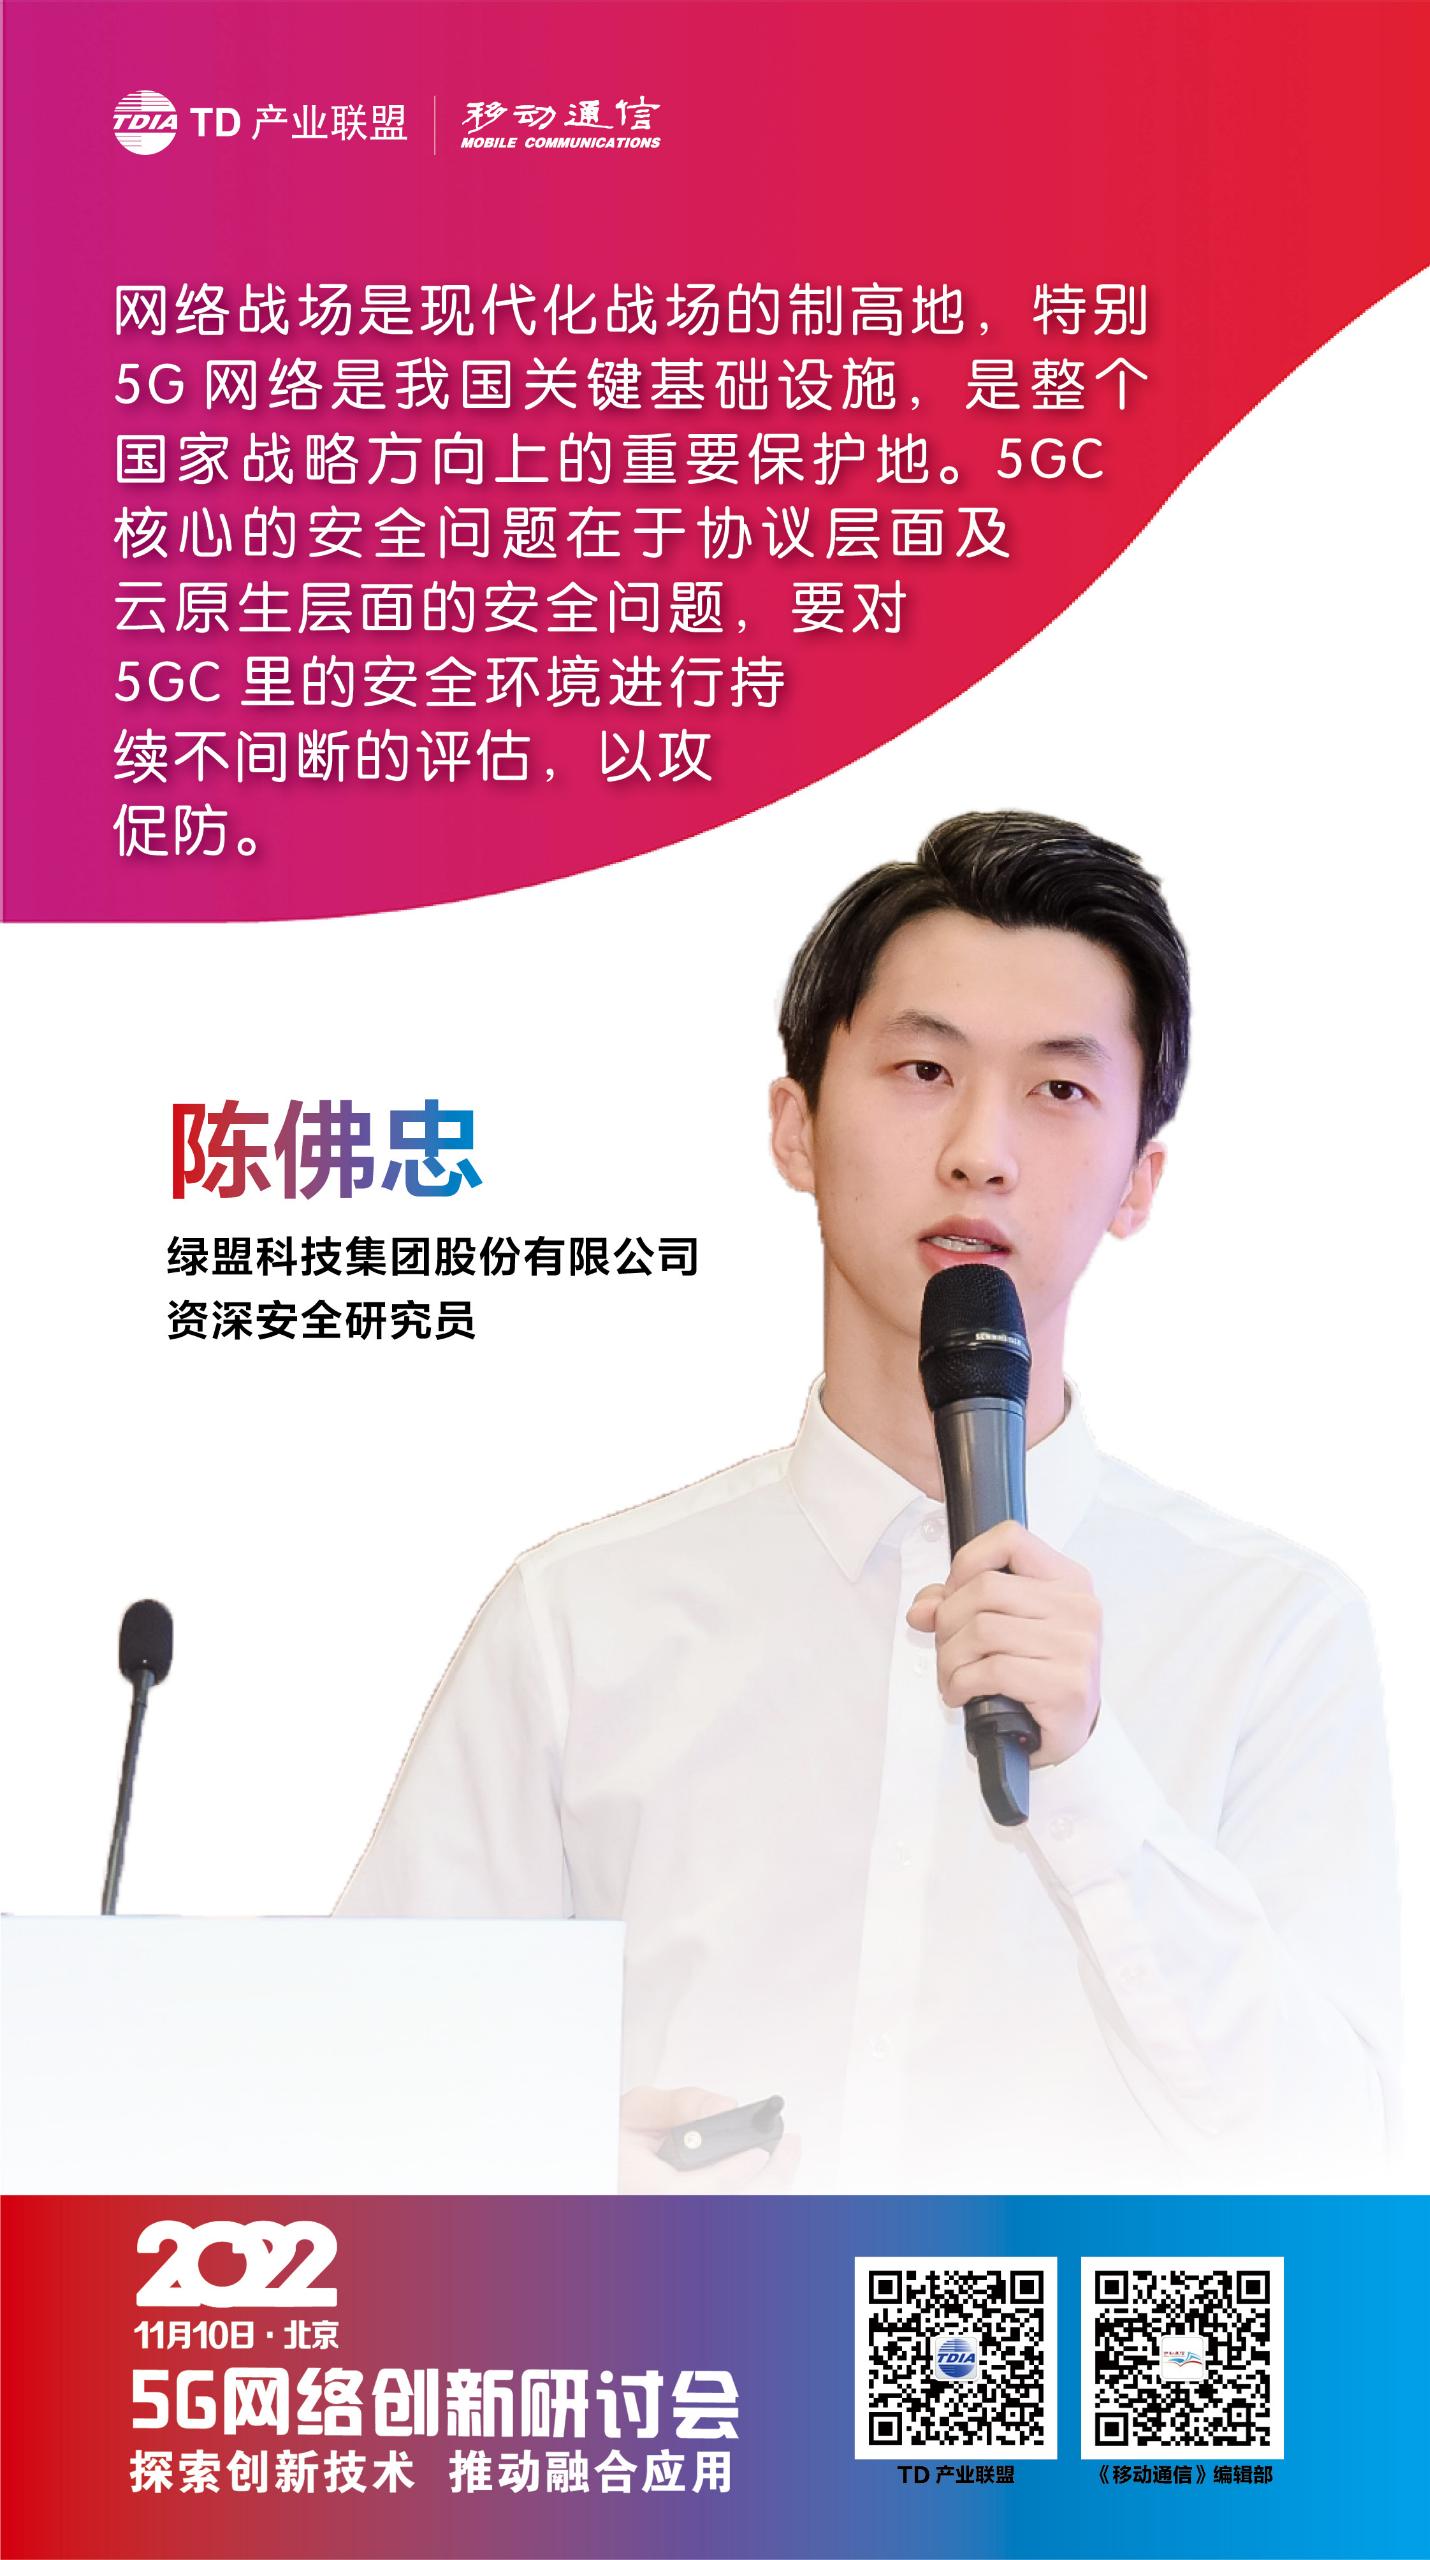 TDIA TD 产业联盟 移动通信
MOBILE COMMUNICATIONS
网络战场是现代化战场的制高地，特别
5G 网络是我国关键基础设施，是整个
国家战略方向上的重要保护地。5GC
核心的安全问题在于协议层面及
云原生层面的安全问题，要对
5GC 里的安全环境进行持
续不间断的评估，以攻
促防。
陈佛忠
绿盟科技集团股份有限公司
资深安全研究员
2022
11月10日·北京
5G网络创新研讨会
探索创新技术 推动融合应用
TDIA
TD 产业联盟
《移动通信》编辑部